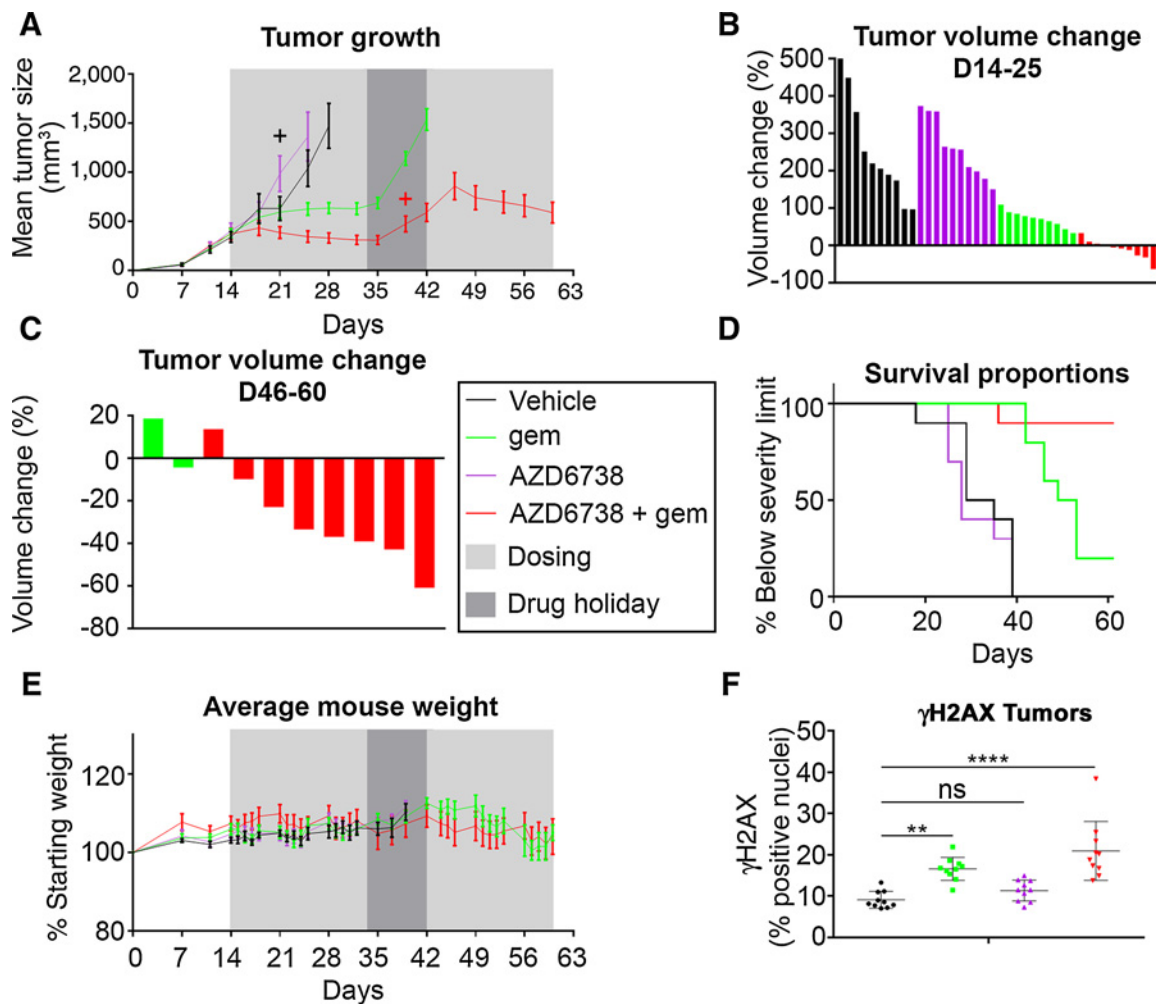 A
Tumor growth
Mean tumor size
(mm³)
2,000
1,500
1,000
500
0
+
+
0 7 14 21 28 35 42 49 56 63
Days
B
Tumor volume change
D14-25
Volume change (%)
500
400
300
200
100
0
-100
C
Tumor volume change
D46-60
Volume change (%)
20
0
-20
-40
-60
-80
Vehicle
gem
AZD6738
AZD6738 + gem
Dosing
Drug holiday
D
Survival proportions
% Below severity limit
100
50
0
0 20 40 60
Days
E
Average mouse weight
% Starting weight
120
100
80
0 7 14 21 28 35 42 49 56 63
Days
F
γH2AX Tumors
γH2AX
(% positive nuclei)
50
40
30
20
10
0
****
ns
**